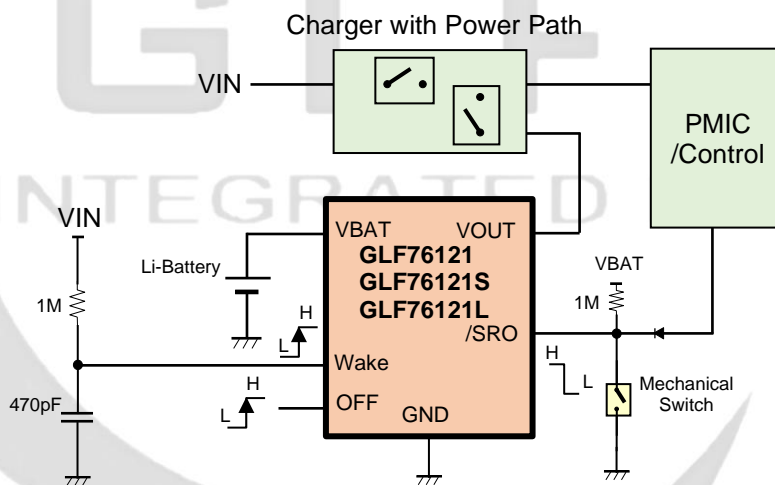 Charger with Power Path
VIN
PMIC
/Control
INTEGRATED
VIN
VBAT
VOUT
GLF76121
GLF76121S
GLF76121L
/SRO
Li-Battery
VBAT
1M
1M
H
L
Wake
H
L
Mechanical
Switch
470pF
H
L
OFF
GND